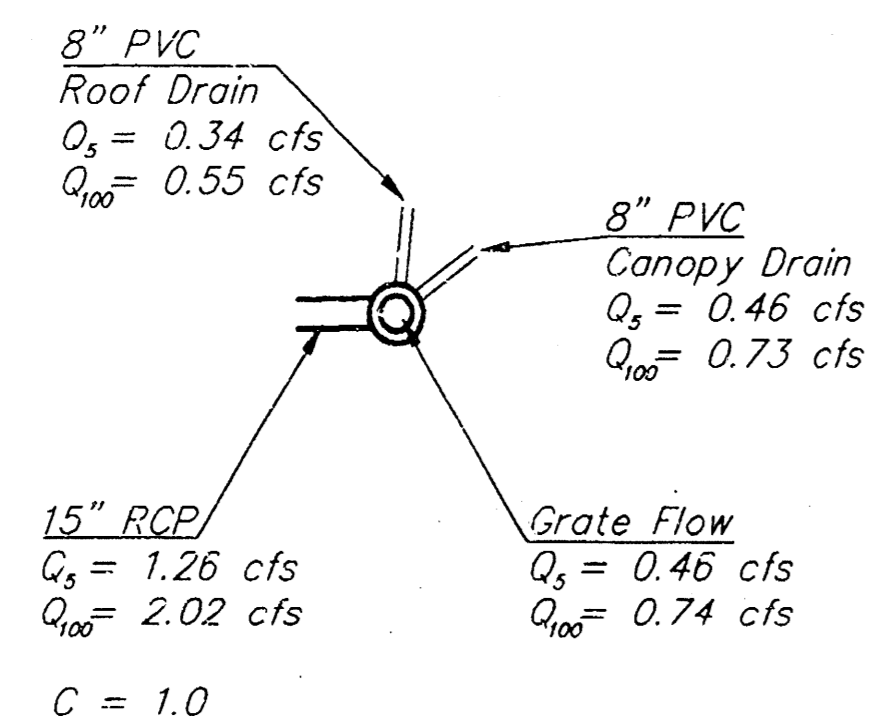 8" PVC
Roof Drain
Q5 = 0.34 cfs
Q100= 0.55 cfs
8" PVC
Canopy Drain
Q5 = 0.46 cfs
Q100= 0.73 cfs
15" RCP
Q5 = 1.26 cfs
Q100= 2.02 cfs
Grate Flow
Q5 = 0.46 cfs
Q100= 0.74 cfs
C = 1.0